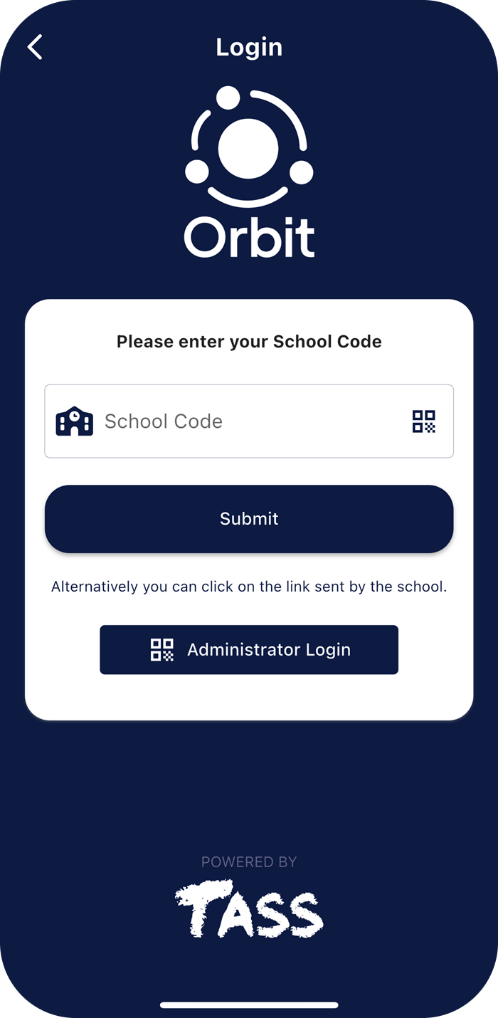 Login
Orbit
Please enter your School Code
School Code
Submit
Alternatively you can click on the link sent by the school.
Administrator Login
POWERED BY
TASS